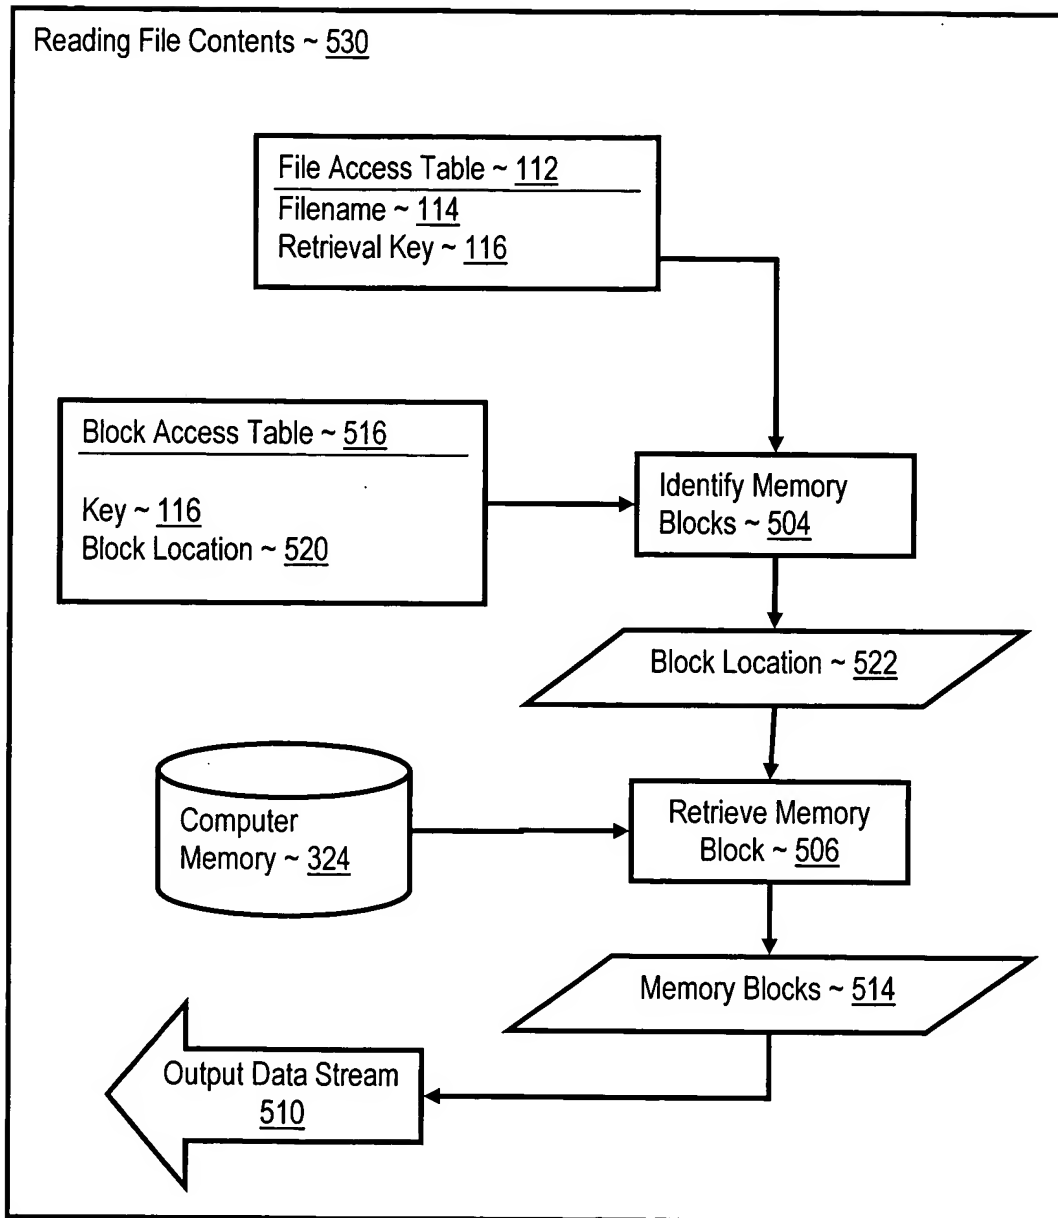 Reading File Contents ~ 530
File Access Table ~ 112
Filename ~ 114
Retrieval Key ~ 116
Block Access Table ~ 516
Key ~ 116
Block Location ~ 520
Identify Memory
Blocks ~ 504
Block Location ~ 522
Computer
Memory ~ 324
Retrieve Memory
Block ~ 506
Memory Blocks ~ 514
Output Data Stream
510